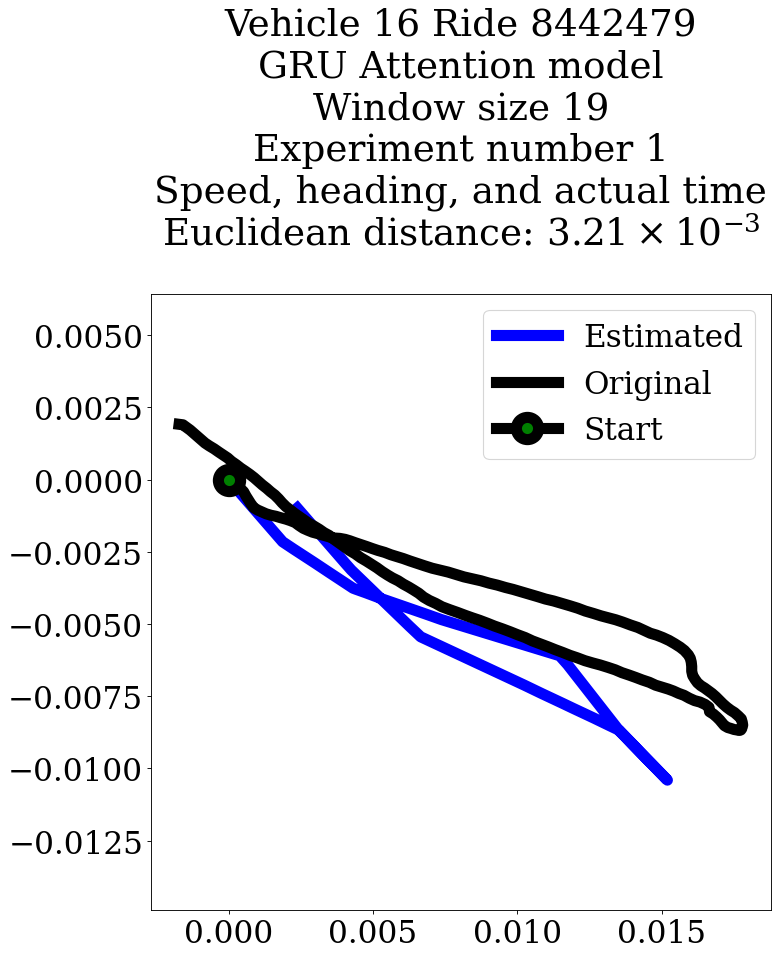 Vehicle 16 Ride 8442479
GRU Attention model
Window size 19
Experiment number 1
Speed, heading, and actual time
Euclidean distance: 3.21 × 10⁻³
Estimated
Original
Start
0.0050
0.0025
0.0000
−0.0025
−0.0050
−0.0075
−0.0100
−0.0125
0.000 0.005 0.010 0.015